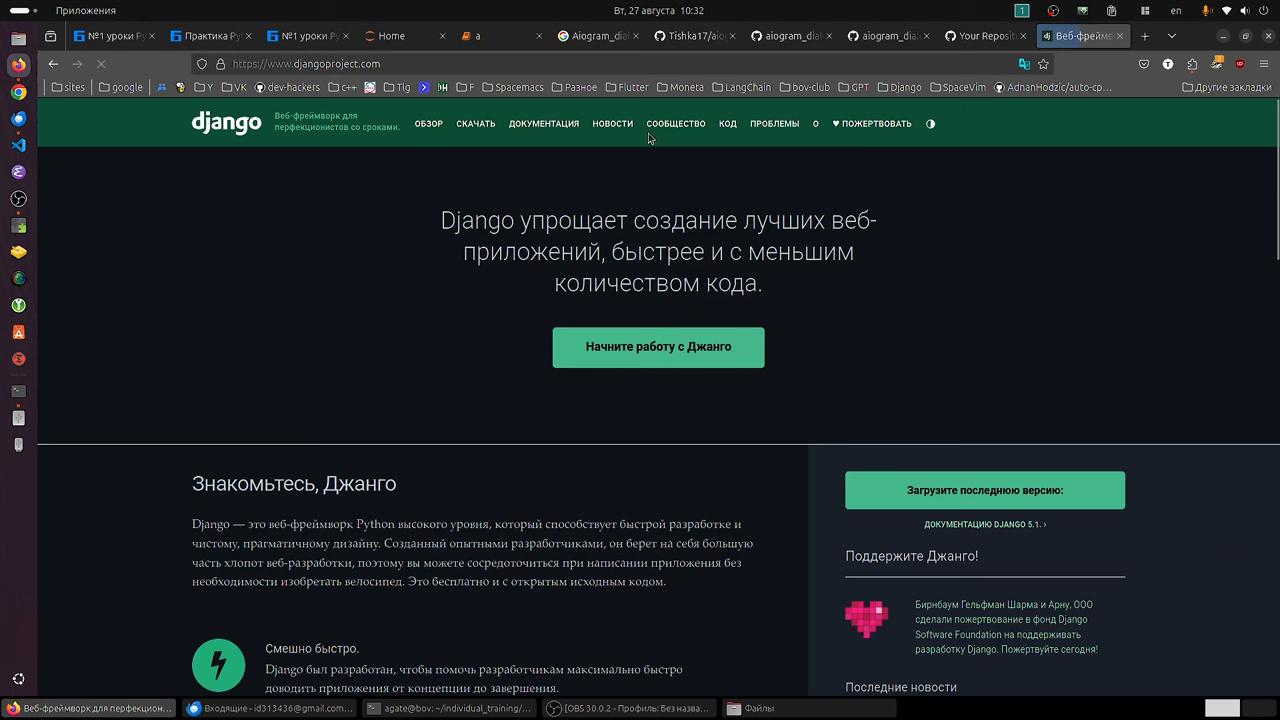 Приложения
Вт, 27 августа 10:32
1
en
№1 уроки Py
Практика Py
№1 уроки Py
Home
a
Aiogram_dial
Tishka17/aio
aiogram_dial
aiogram_dial
Your Reposit
Веб-фреймв
https://www.djangoproject.com
sites
google
Y
VK
dev-hackers
c++
Tlg
H
F
Spacemacs
Разное
Flutter
Moneta
LangChain
bov-club
GPT
Django
SpaceVim
AdnanHodzic/auto-cp...
Другие закладки
django
Веб-фреймворк для
перфекционистов со сроками.
ОБЗОР
СКАЧАТЬ
ДОКУМЕНТАЦИЯ
НОВОСТИ
СООБЩЕСТВО
КОД
ПРОБЛЕМЫ
О
♥ ПОЖЕРТВОВАТЬ
Django упрощает создание лучших веб-
приложений, быстрее и с меньшим
количеством кода.
Начните работу с Джанго
Знакомьтесь, Джанго
Django — это веб-фреймворк Python высокого уровня, который способствует быстрой разработке и
чистому, прагматичному дизайну. Созданный опытными разработчиками, он берет на себя большую
часть хлопот веб-разработки, поэтому вы можете сосредоточиться при написании приложения без
необходимости изобретать велосипед. Это бесплатно и с открытым исходным кодом.
Смешно быстро.
Django был разработан, чтобы помочь разработчикам максимально быстро
доводить приложения от концепции до завершения.
Загрузите последнюю версию:
ДОКУМЕНТАЦИЮ DJANGO 5.1. ›
Поддержите Джанго!
Бирнбаум Гельфман Шарма и Арну, ООО
сделали пожертвование в фонд Django
Software Foundation на поддерживать
разработку Django. Пожертвуйте сегодня!
Последние новости
Веб-фреймворк для перфекцион...
Входящие - id313436@gmail.com...
agate@bov: ~/individual_training/...
[OBS 30.0.2 - Профиль: Без назва...
Файлы